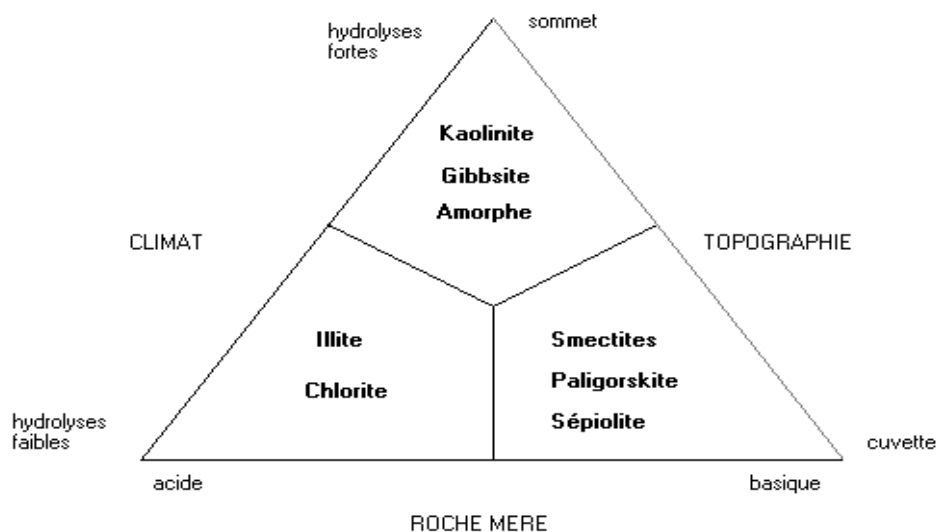 hydrolyses
fortes
sommet
Kaolinite
Gibbsite
Amorphe
CLIMAT
TOPOGRAPHIE
Illite
Chlorite
Smectites
Paligorskite
Sépiolite
hydrolyses
faibles
cuvette
acide
basique
ROCHE MERE